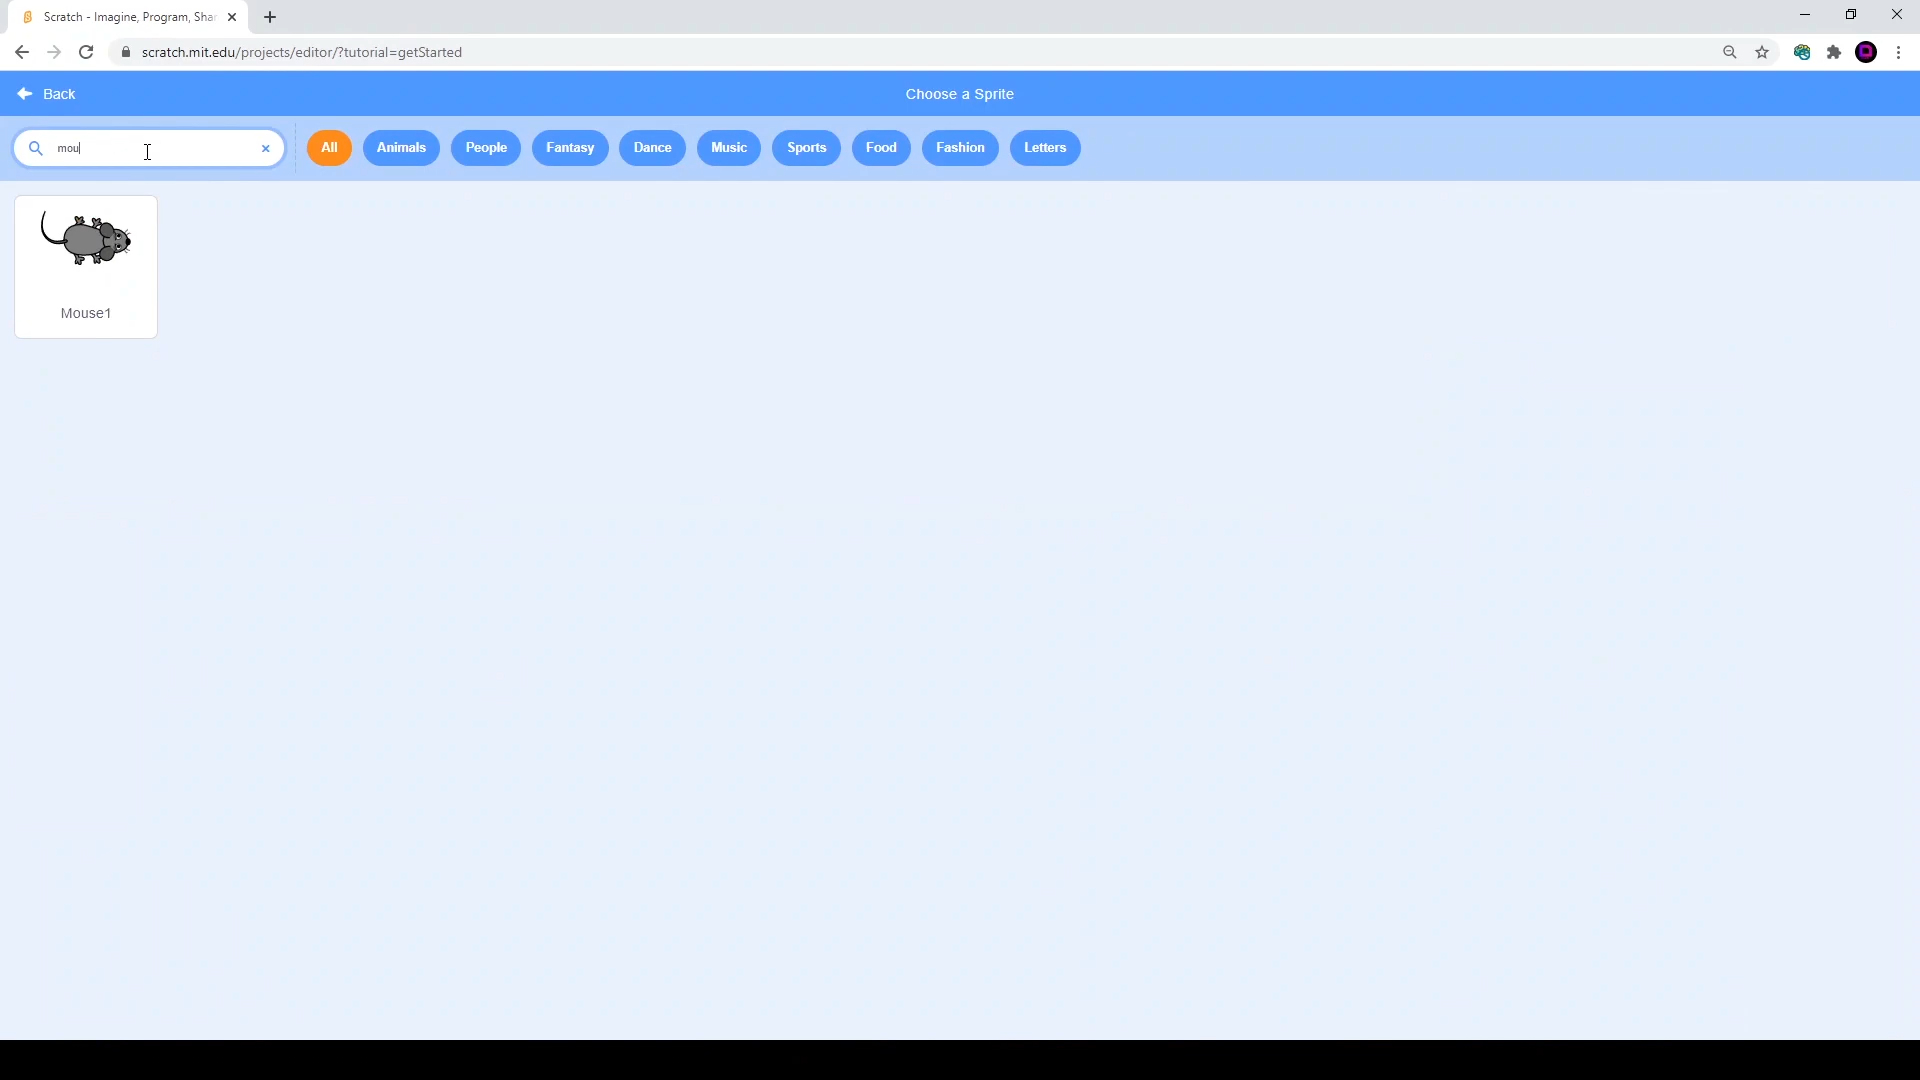 Scratch - Imagine, Program, Shar
scratch.mit.edu/projects/editor/?tutorial=getStarted
Back
Choose a Sprite
mou
All
Animals
People
Fantasy
Dance
Music
Sports
Food
Fashion
Letters
Mouse1